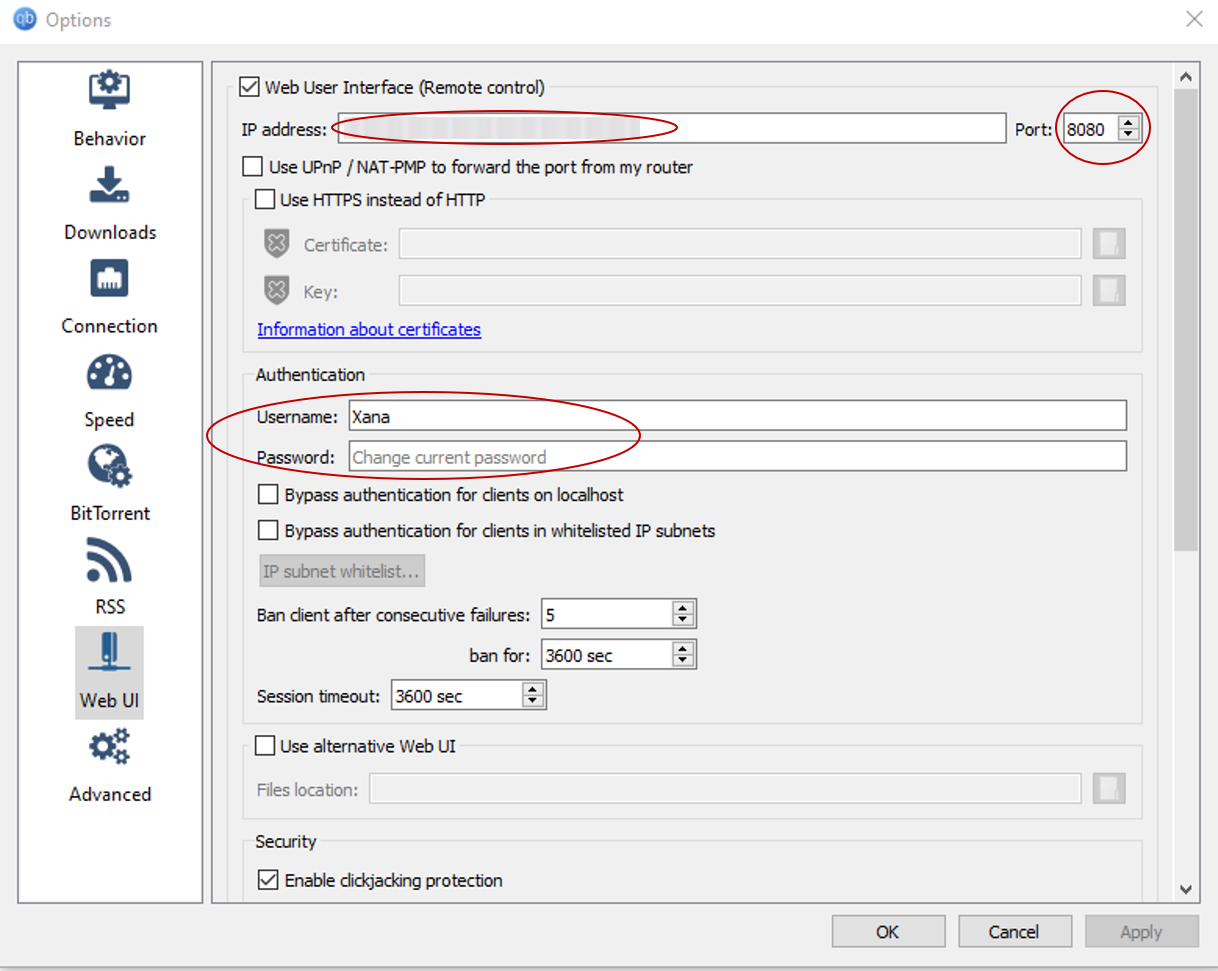 qb Options
Behavior
Downloads
Connection
Speed
BitTorrent
RSS
Web UI
Advanced
Web User Interface (Remote control)
IP address: Port: 8080
Use UPnP / NAT-PMP to forward the port from my router
Use HTTPS instead of HTTP
Certificate:
Key:
Information about certificates
Authentication
Username: Xana
Password: Change current password
Bypass authentication for clients on localhost
Bypass authentication for clients in whitelisted IP subnets
IP subnet whitelist...
Ban client after consecutive failures: 5
ban for: 3600 sec
Session timeout: 3600 sec
Use alternative Web UI
Files location:
Security
Enable clickjacking protection
OK Cancel Apply